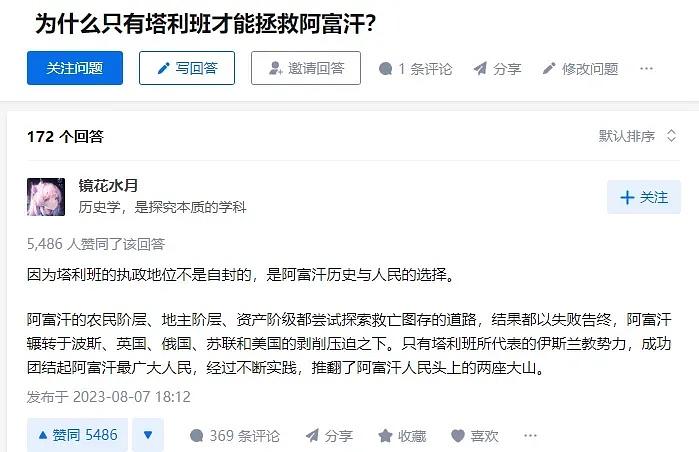 为什么只有塔利班才能拯救阿富汗？
关注问题 写回答 邀请回答 1 条评论 分享 修改问题 ...
172 个回答 默认排序
镜花水月
历史学，是探究本质的学科
+ 关注
5,486 人赞同了该回答
因为塔利班的执政地位不是自封的，是阿富汗历史与人民的选择。
阿富汗的农民阶层、地主阶层、资产阶级都尝试探索救亡图存的道路，结果都以失败告终，阿富汗
辗转于波斯、英国、俄国、苏联和美国的剥削压迫之下。只有塔利班所代表的伊斯兰教势力，成功
团结起阿富汗最广大人民，经过不断实践，推翻了阿富汗人民头上的两座大山。
发布于 2023-08-07 18:12
赞同 5486 369 条评论 分享 收藏 喜欢 ...